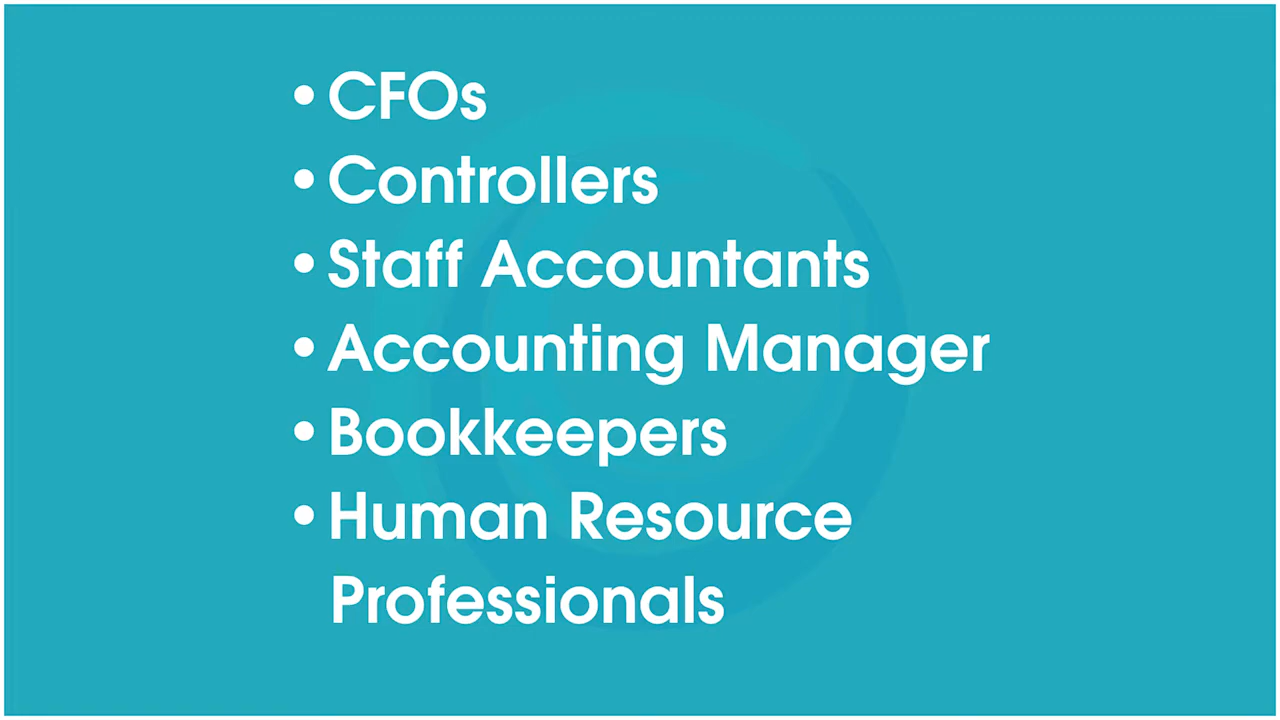 • CFOs
• Controllers
• Staff Accountants
• Accounting Manager
• Bookkeepers
• Human Resource
Professionals